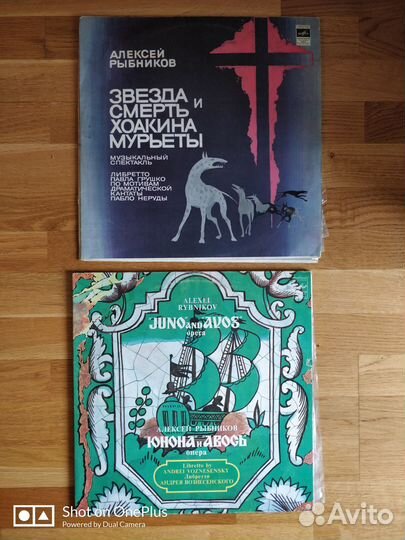 АЛЕКСЕЙ
РЫБНИКОВ
ЗВЕЗДА И
СМЕРТЬ
ХОАКИНА
МУРЬЕТЫ
МУЗЫКАЛЬНЫЙ
СПЕКТАКЛЬ
ЛИБРЕТТО
ПАВЛА ГРУШКО
ПО МОТИВАМ
ДРАМАТИЧЕСКОЙ
КАНТАТЫ
ПАБЛО НЕРУДЫ
ALEXEI
RYBNIKOV
JUNO AND AVOS
opera
АЛЕКСЕЙ РЫБНИКОВ
ЮНОНА И АВОСЬ
опера
Libretto by
ANDREI VOZNESENSKY
Либретто
АНДРЕЯ ВОЗНЕСЕНСКОГО
Shot on OnePlus
Powered by Dual Camera
Avito